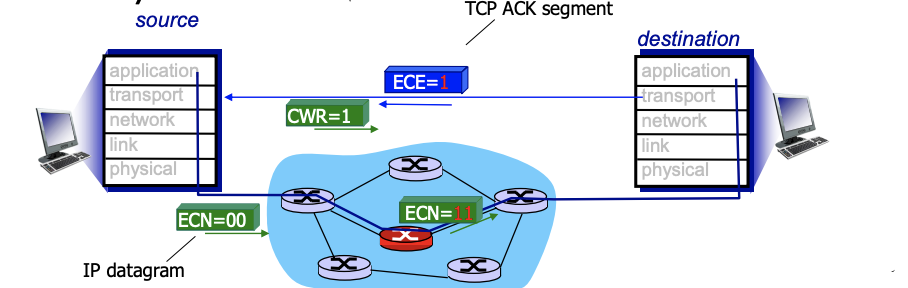 TCP ACK segment
source
destination
application
transport
network
link
physical
ECE=1
CWR=1
application
transport
network
link
physical
ECN=00
ECN=11
IP datagram